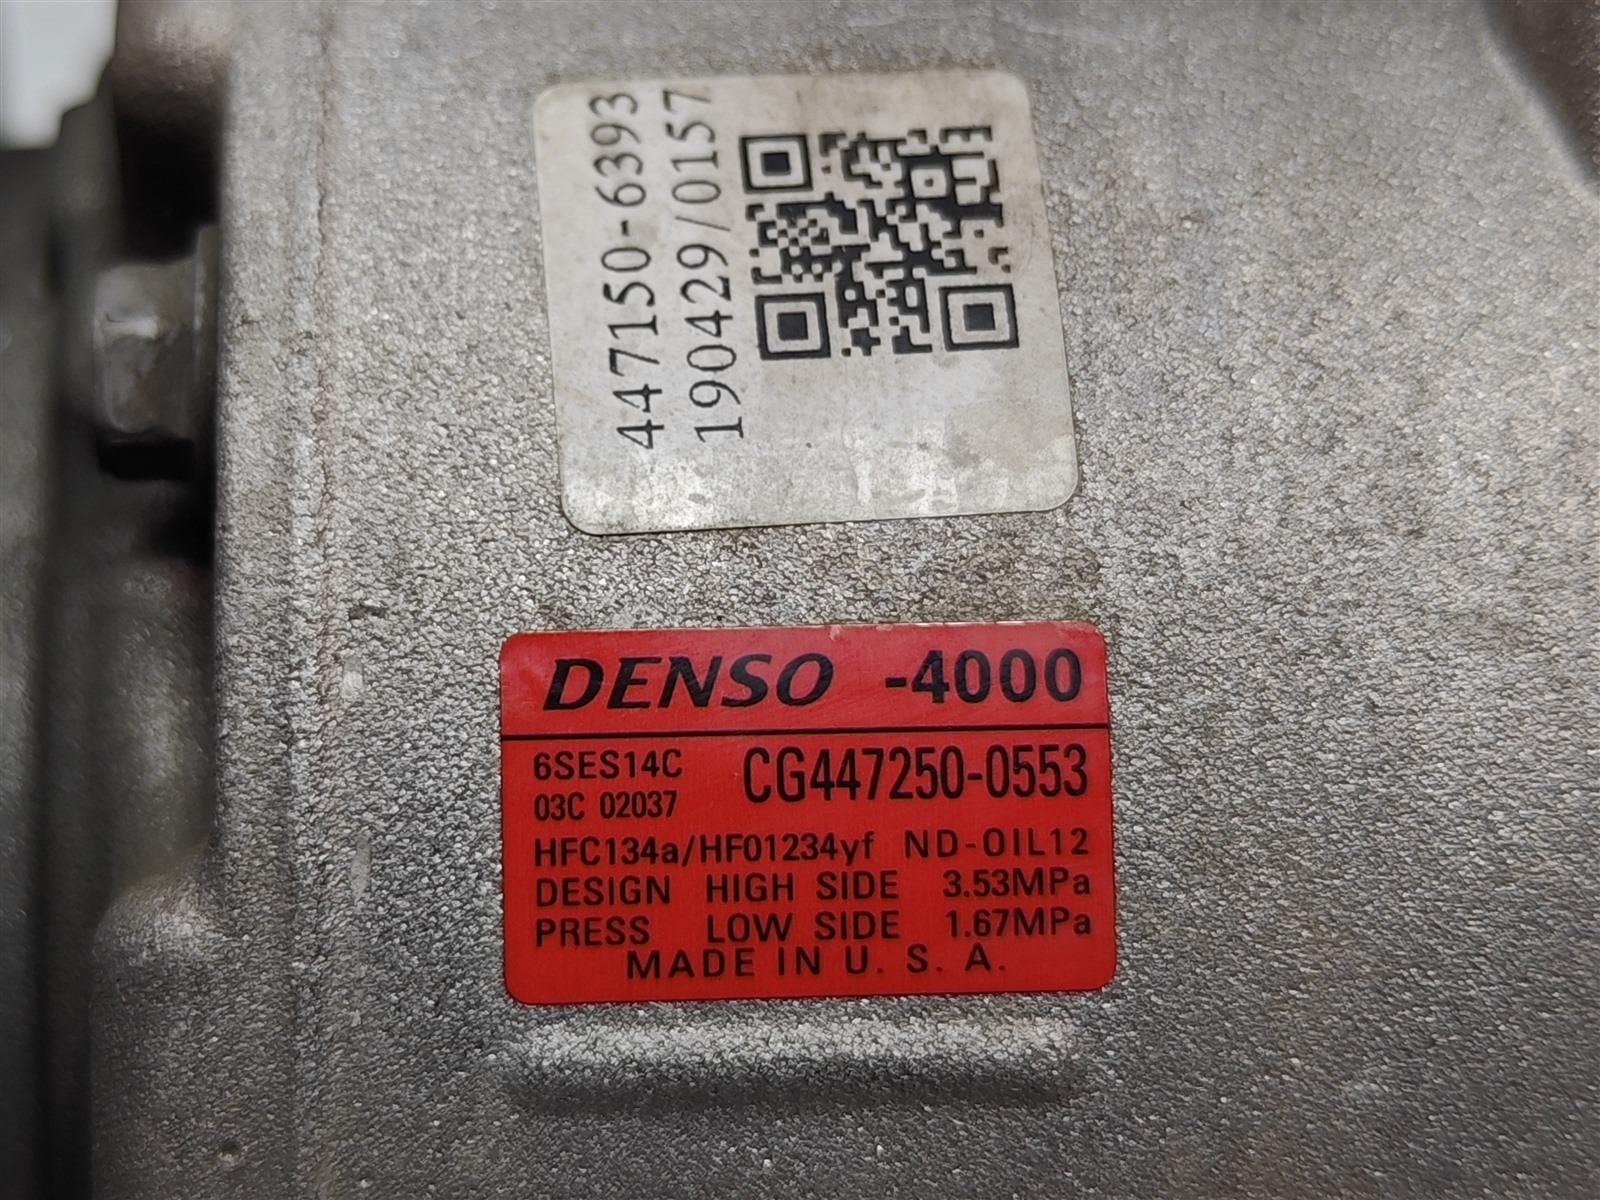 447150-6393
190429/0157
DENSO -4000
6SES14C CG447250-0553
03C 02037
HFC134a/HFO1234yf ND-OIL12
DESIGN HIGH SIDE 3.53MPa
PRESS LOW SIDE 1.67MPa
MADE IN U. S. A.